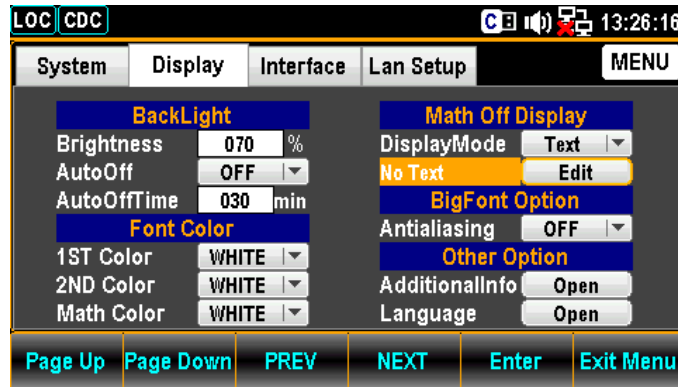 LOC CDC C 13:26:16
System Display Interface Lan Setup MENU
BackLight
Brightness 070 %
AutoOff OFF
AutoOffTime 030 min
Font Color
1ST Color WHITE
2ND Color WHITE
Math Color WHITE
Math Off Display
DisplayMode Text
No Text Edit
BigFont Option
Antialiasing OFF
Other Option
AdditionalInfo Open
Language Open
Page Up Page Down PREV NEXT Enter Exit Menu